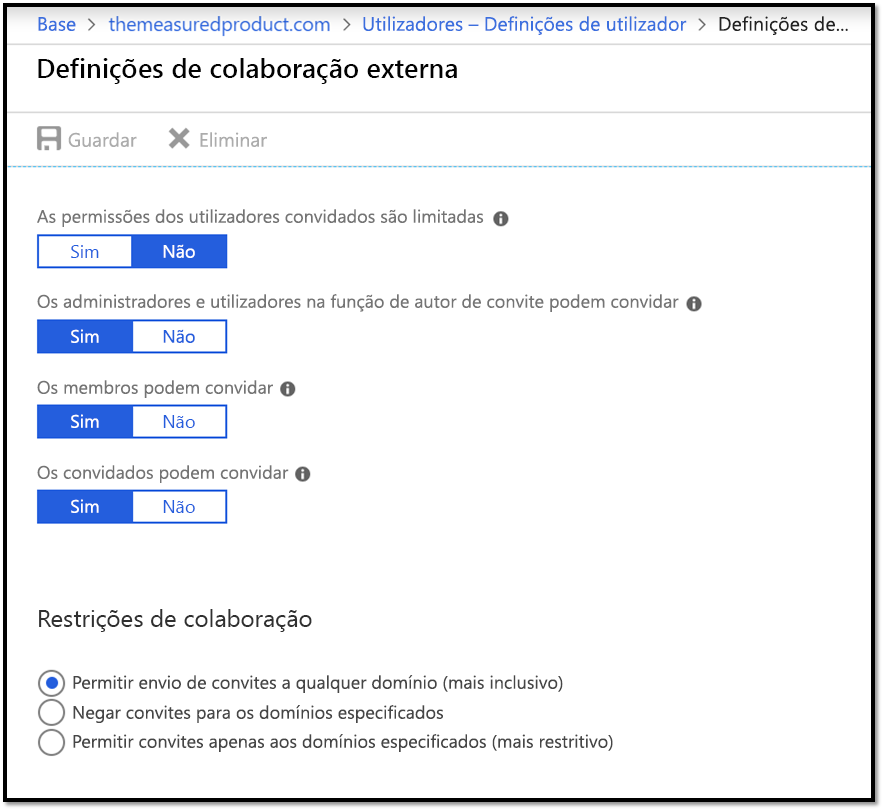 Base > themeasuredproduct.com > Utilizadores – Definições de utilizador > Definições de...
Definições de colaboração externa
Guardar Eliminar
As permissões dos utilizadores convidados são limitadas
Sim Não
Os administradores e utilizadores na função de autor de convite podem convidar
Sim Não
Os membros podem convidar
Sim Não
Os convidados podem convidar
Sim Não
Restrições de colaboração
Permitir envio de convites a qualquer domínio (mais inclusivo)
Negar convites para os domínios especificados
Permitir convites apenas aos domínios especificados (mais restritivo)